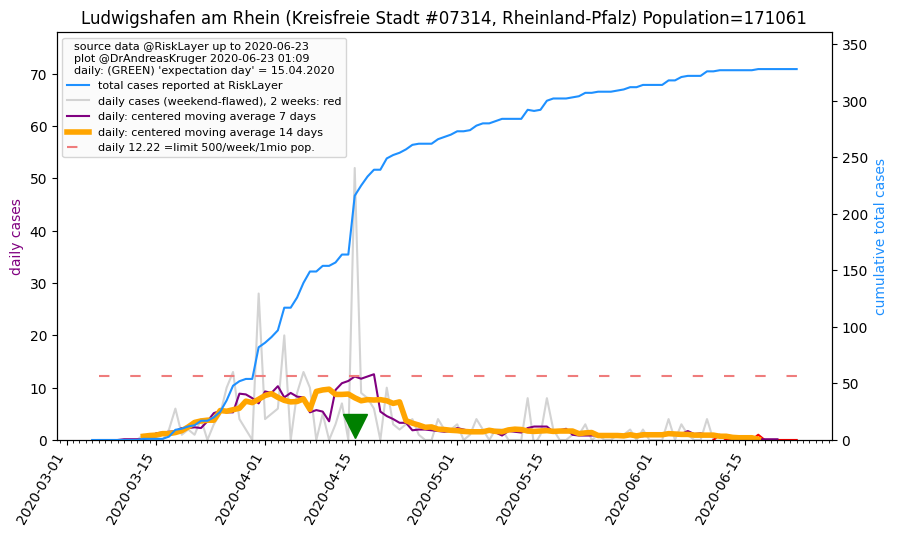 Ludwigshafen am Rhein (Kreisfreie Stadt #07314, Rheinland-Pfalz) Population=171061
source data @RiskLayer up to 2020-06-23
plot @DrAndreasKruger 2020-06-23 01:09
daily: (GREEN) 'expectation day' = 15.04.2020
total cases reported at RiskLayer
daily cases (weekend-flawed), 2 weeks: red
daily: centered moving average 7 days
daily: centered moving average 14 days
daily 12.22 =limit 500/week/1mio pop.
daily cases
70
60
50
40
30
20
10
0
cumulative total cases
350
300
250
200
150
100
50
0
2020-03-01
2020-03-15
2020-04-01
2020-04-15
2020-05-01
2020-05-15
2020-06-01
2020-06-15